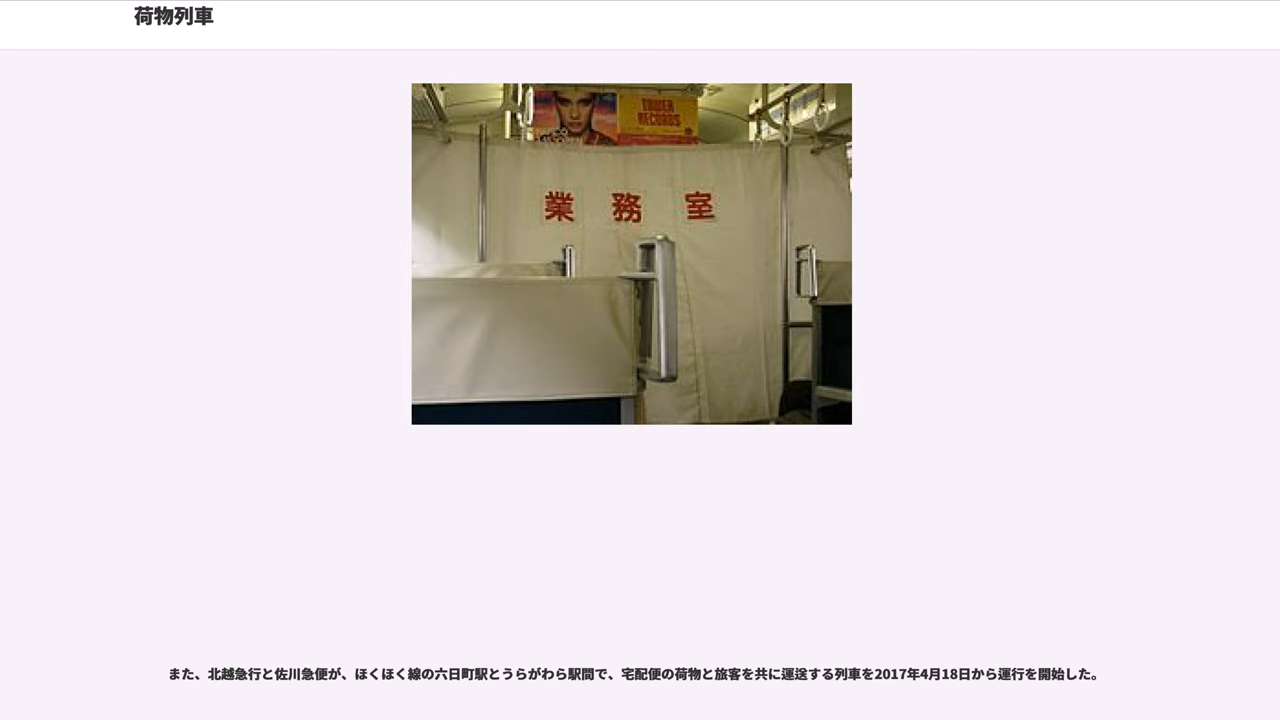 荷物列車
TOWER
RECORDS
業務室
また、北越急行と佐川急便が、ほくほく線の六日町駅とうらがわら駅間で、宅配便の荷物と旅客を共に運送する列車を2017年4月18日から運行を開始した。